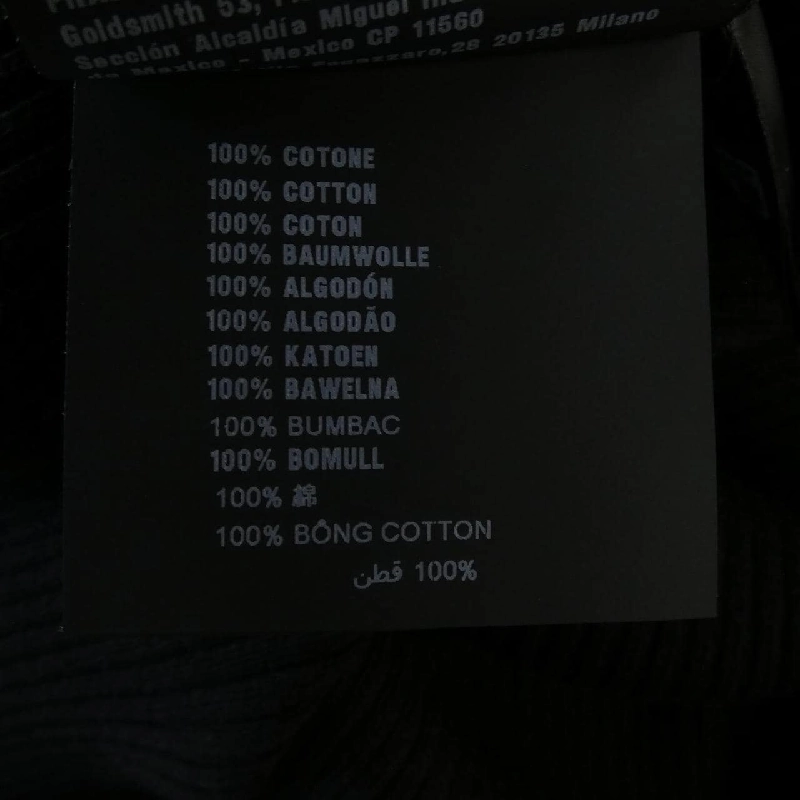 Goldsmith 53,
Sección Alcaldía Miguel
de Mexico - Mexico CP 11560
28 20135 Milano
100% COTONE
100% COTTON
100% COTON
100% BAUMWOLLE
100% ALGODÓN
100% ALGODÃO
100% KATOEN
100% BAWELNA
100% BUMBAC
100% BOMULL
100% 綿
100% BÔNG COTTON
100% قطن